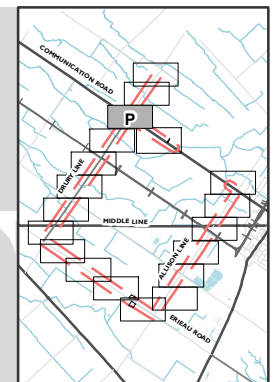 COMMUNICATION ROAD
P
DRURY LINE
MIDDLE LINE
ALLISON LINE
ERIEAU ROAD